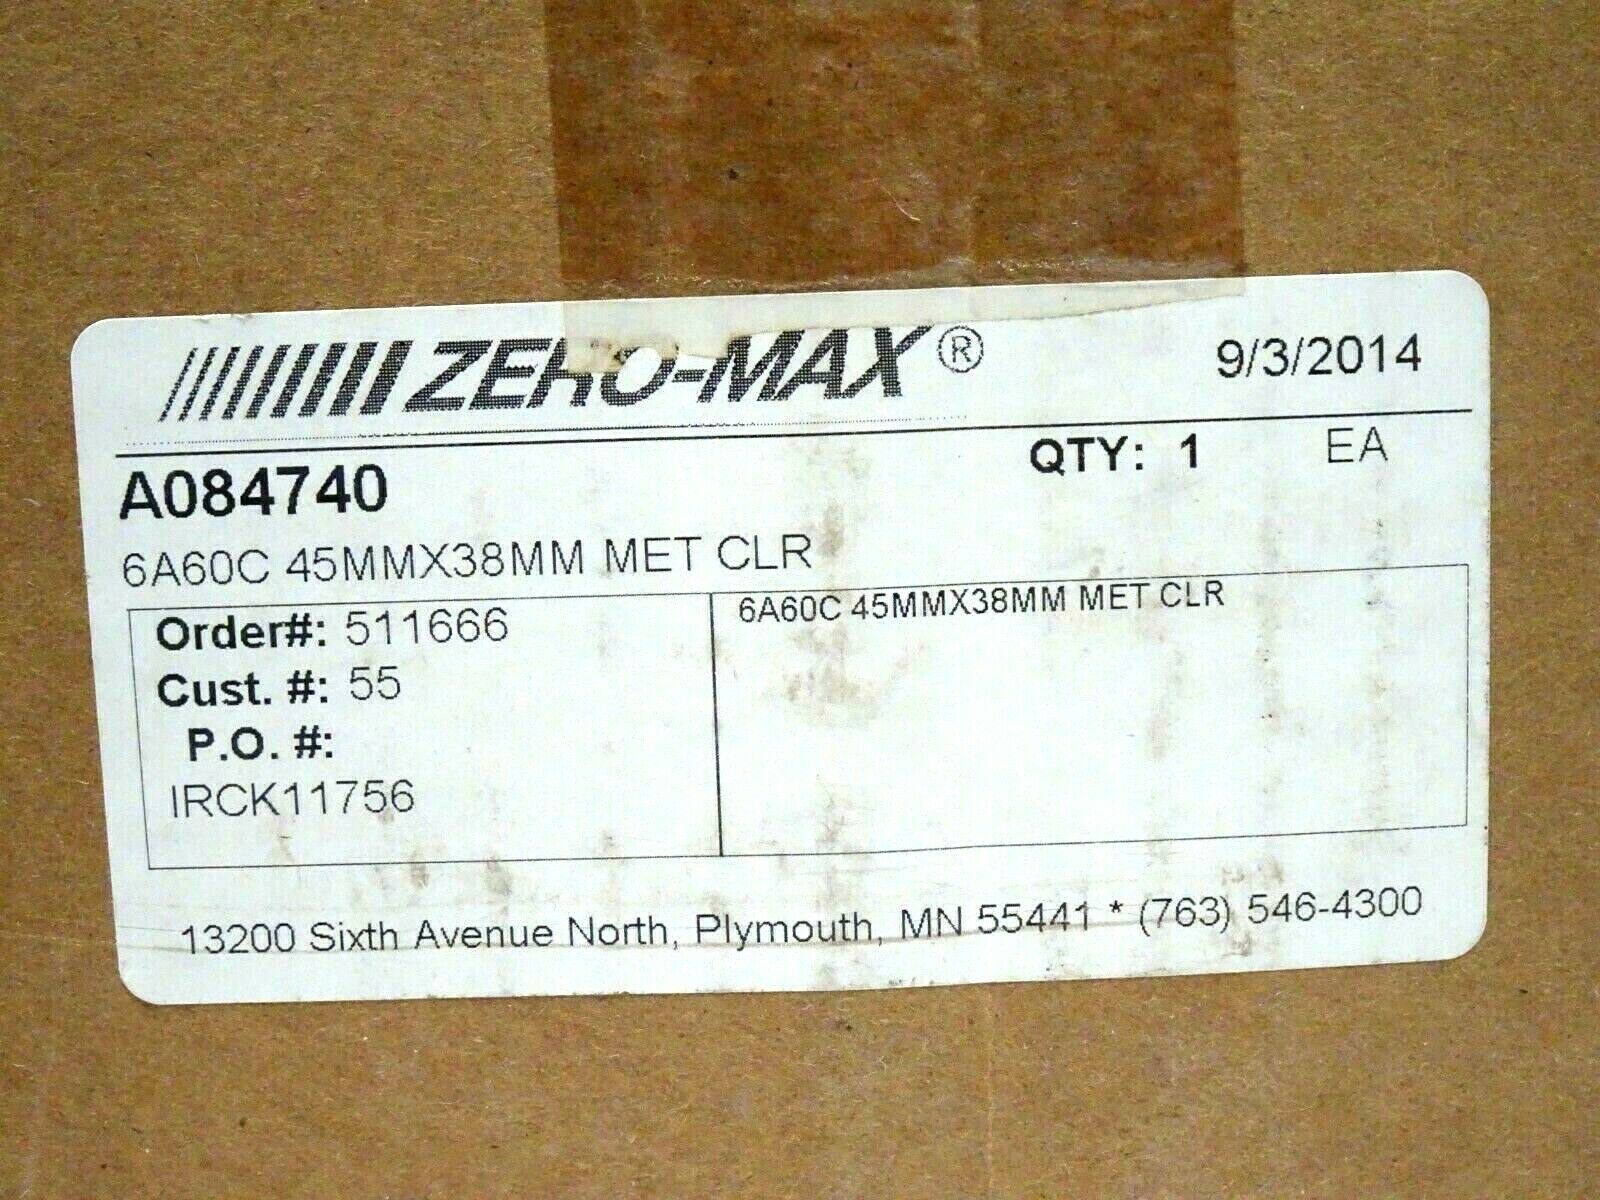 ZERO-MAX® 9/3/2014
A084740 QTY: 1 EA
6A60C 45MMX38MM MET CLR
Order#: 511666
Cust. #: 55
P.O. #:
IRCK11756
6A60C 45MMX38MM MET CLR
13200 Sixth Avenue North, Plymouth, MN 55441 * (763) 546-4300